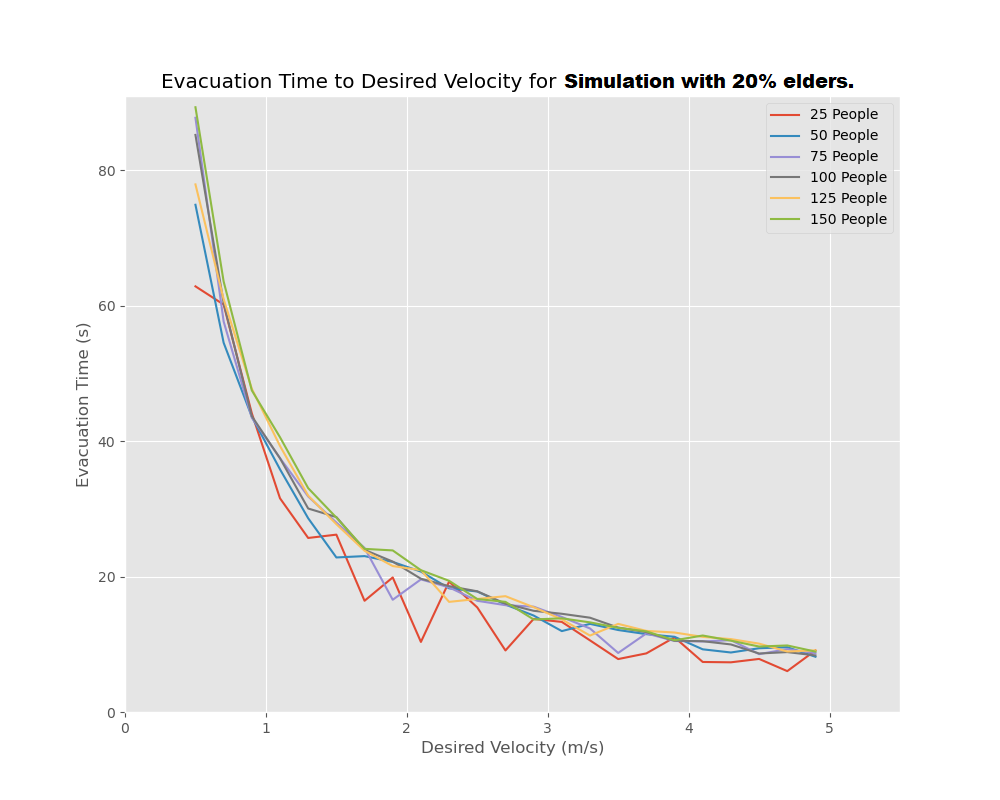 Evacuation Time to Desired Velocity for Simulation with 20% elders.
25 People
50 People
75 People
100 People
125 People
150 People
80
60
40
20
0
Evacuation Time (s)
0 1 2 3 4 5
Desired Velocity (m/s)